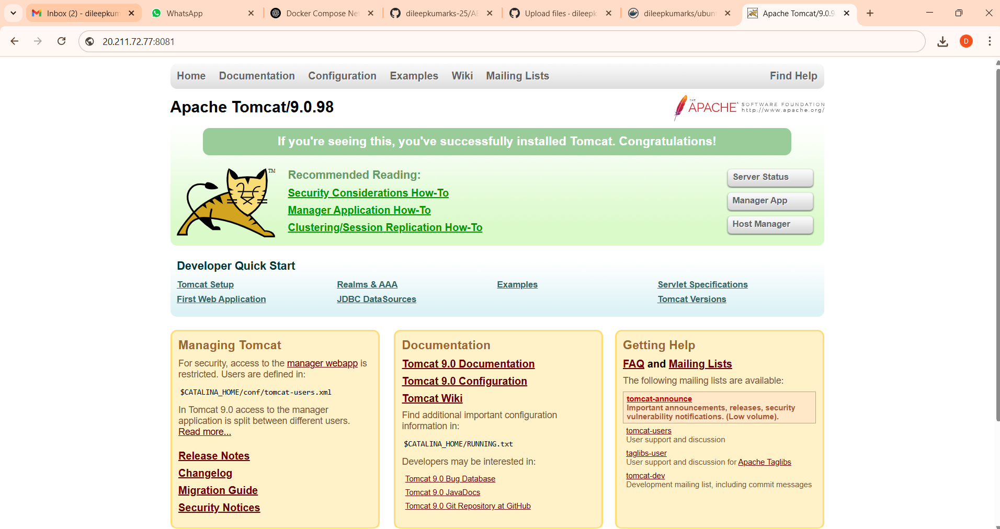 Inbox (2) - dileepkum
WhatsApp
Docker Compose Net
dileepkumarks-25/AB
Upload files · dileepk
dileepkumarks/ubun
Apache Tomcat/9.0.9
20.211.72.77:8081
D
Home Documentation Configuration Examples Wiki Mailing Lists Find Help
Apache Tomcat/9.0.98
THE
APACHE SOFTWARE FOUNDATION
http://www.apache.org/
If you're seeing this, you've successfully installed Tomcat. Congratulations!
TM
Recommended Reading:
Security Considerations How-To
Manager Application How-To
Clustering/Session Replication How-To
Server Status
Manager App
Host Manager
Developer Quick Start
Tomcat Setup
First Web Application
Realms & AAA
JDBC DataSources
Examples
Servlet Specifications
Tomcat Versions
Managing Tomcat
For security, access to the manager webapp is
restricted. Users are defined in:
$CATALINA_HOME/conf/tomcat-users.xml
In Tomcat 9.0 access to the manager
application is split between different users.
Read more...
Release Notes
Changelog
Migration Guide
Security Notices
Documentation
Tomcat 9.0 Documentation
Tomcat 9.0 Configuration
Tomcat Wiki
Find additional important configuration
information in:
$CATALINA_HOME/RUNNING.txt
Developers may be interested in:
Tomcat 9.0 Bug Database
Tomcat 9.0 JavaDocs
Tomcat 9.0 Git Repository at GitHub
Getting Help
FAQ and Mailing Lists
The following mailing lists are available:
tomcat-announce
Important announcements, releases, security
vulnerability notifications. (Low volume).
tomcat-users
User support and discussion
taglibs-user
User support and discussion for Apache Taglibs
tomcat-dev
Development mailing list, including commit messages